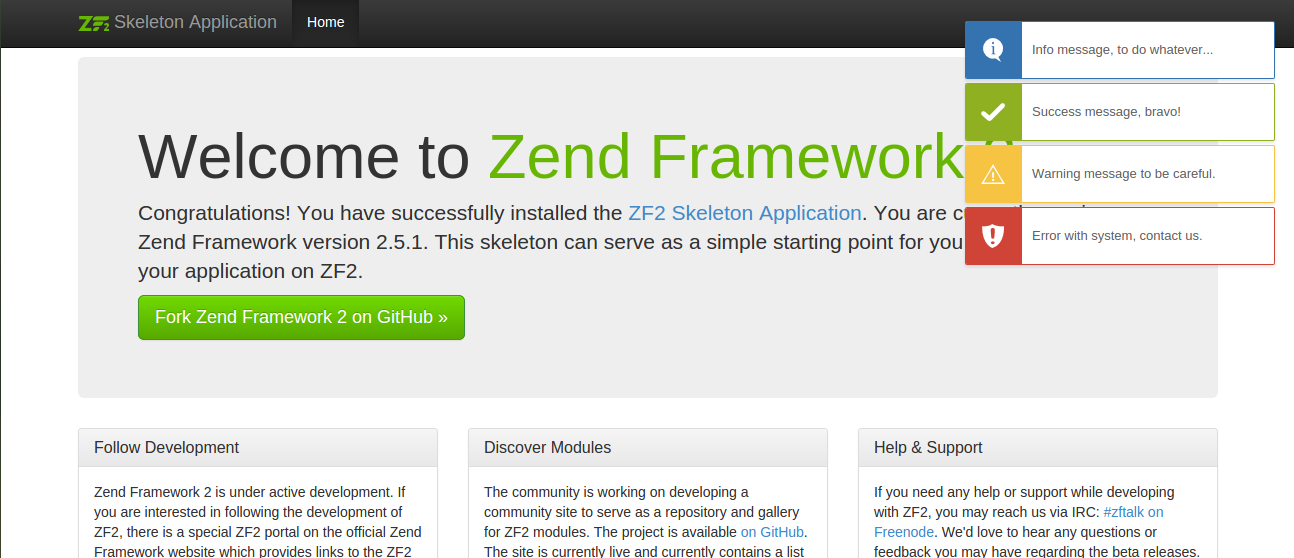 ZF2 Skeleton Application Home
Info message, to do whatever...
Success message, bravo!
Warning message to be careful.
Error with system, contact us.
Welcome to Zend Framework
Congratulations! You have successfully installed the ZF2 Skeleton Application. You are
Zend Framework version 2.5.1. This skeleton can serve as a simple starting point for you
your application on ZF2.
Fork Zend Framework 2 on GitHub »
Follow Development
Zend Framework 2 is under active development. If
you are interested in following the development of
ZF2, there is a special ZF2 portal on the official Zend
Framework website which provides links to the ZF2
Discover Modules
The community is working on developing a
community site to serve as a repository and gallery
for ZF2 modules. The project is available on GitHub.
The site is currently live and currently contains a list
Help & Support
If you need any help or support while developing
with ZF2, you may reach us via IRC: #zftalk on
Freenode. We'd love to hear any questions or
feedback you may have regarding the beta releases.